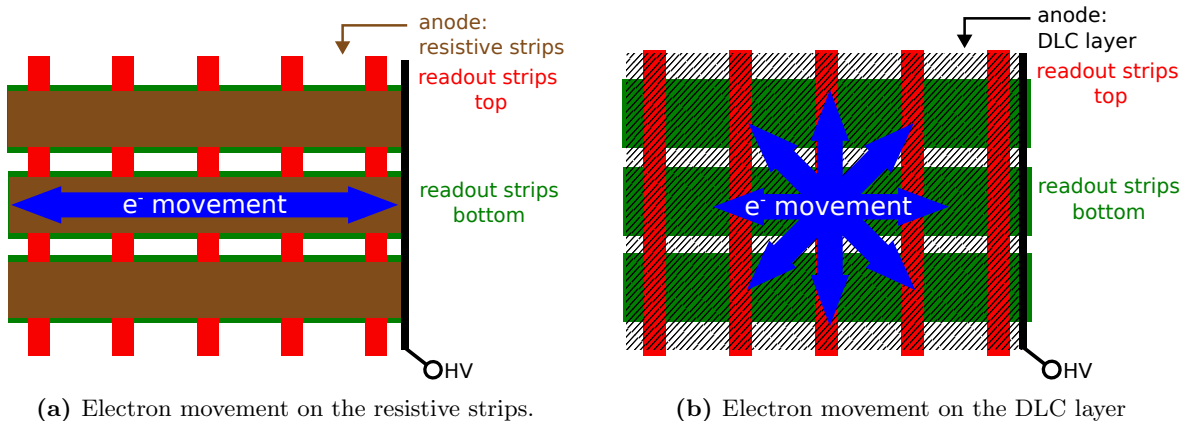 anode:
resistive strips
readout strips
top
readout strips
bottom
e- movement
HV
(a) Electron movement on the resistive strips.
anode:
DLC layer
readout strips
top
readout strips
bottom
e- movement
HV
(b) Electron movement on the DLC layer